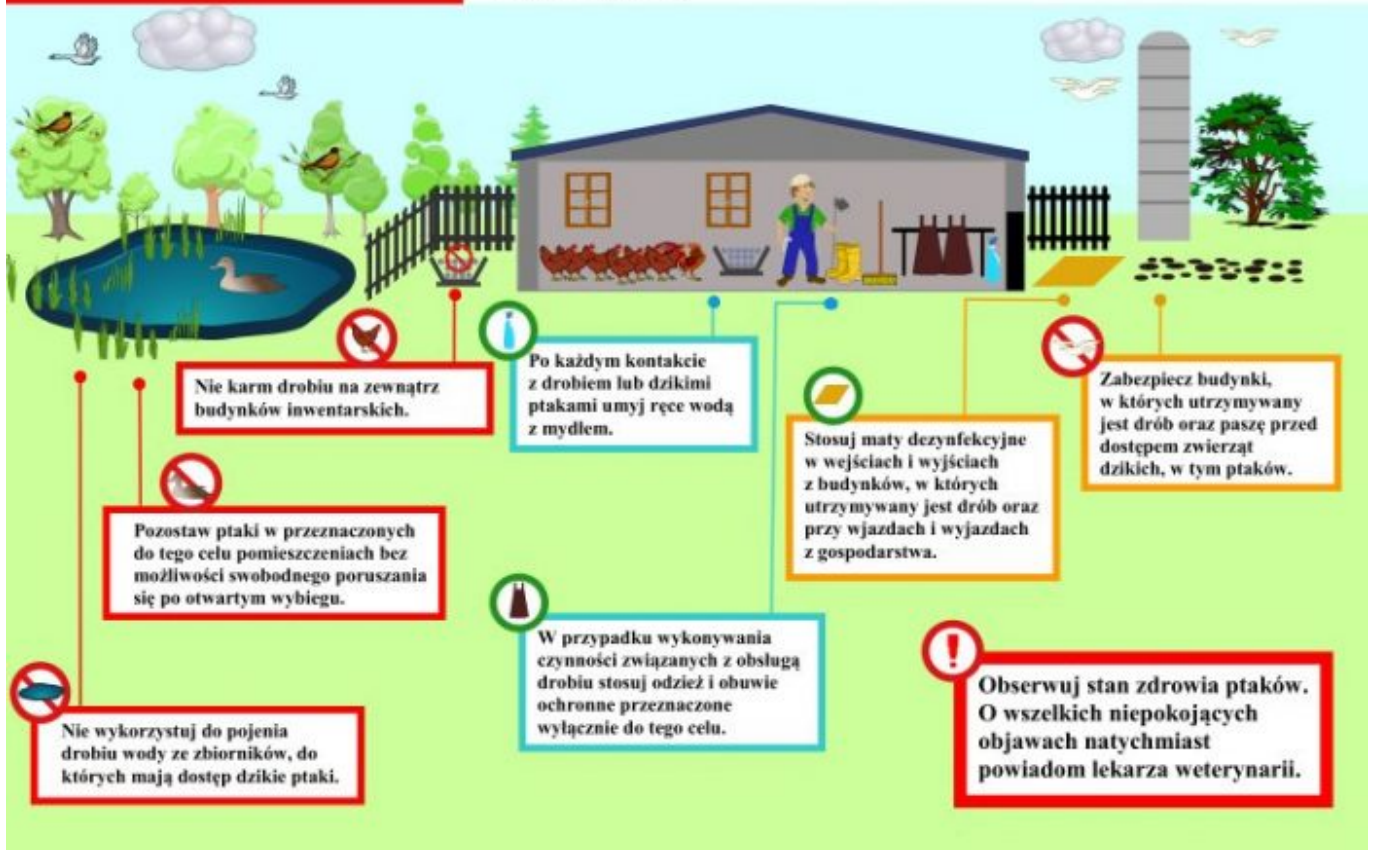 Nie karm drobiu na zewnątrz
budynków inwentarskich.
Po każdym kontakcie
z drobiem lub dzikimi
ptakami umyj ręce wodą
z mydłem.
Stosuj maty dezynfekcyjne
w wejściach i wyjściach
z budynków, w których
utrzymywany jest drób oraz
przy wjazdach i wyjazdach
z gospodarstwa.
Zabezpiecz budynki,
w których utrzymywany
jest drób oraz paszę przed
dostępem zwierząt
dzikich, w tym ptaków.
Pozostaw ptaki w przeznaczonych
do tego celu pomieszczeniach bez
możliwości swobodnego poruszania
się po otwartym wybiegu.
W przypadku wykonywania
czynności związanych z obsługą
drobiu stosuj odzież i obuwie
ochronne przeznaczone
wyłącznie do tego celu.
Nie wykorzystuj do pojenia
drobiu wody ze zbiorników, do
których mają dostęp dzikie ptaki.
Obserwuj stan zdrowia ptaków.
O wszelkich niepokojących
objawach natychmiast
powiadom lekarza weterynarii.